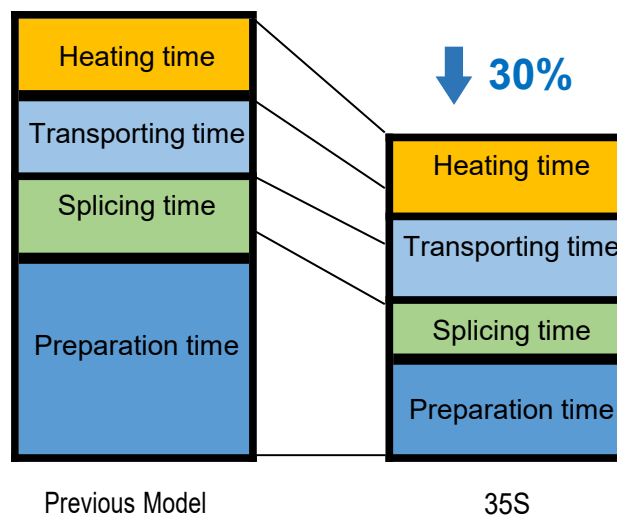 Heating time
Transporting time
Splicing time
Preparation time
Previous Model
30%
Heating time
Transporting time
Splicing time
Preparation time
35S